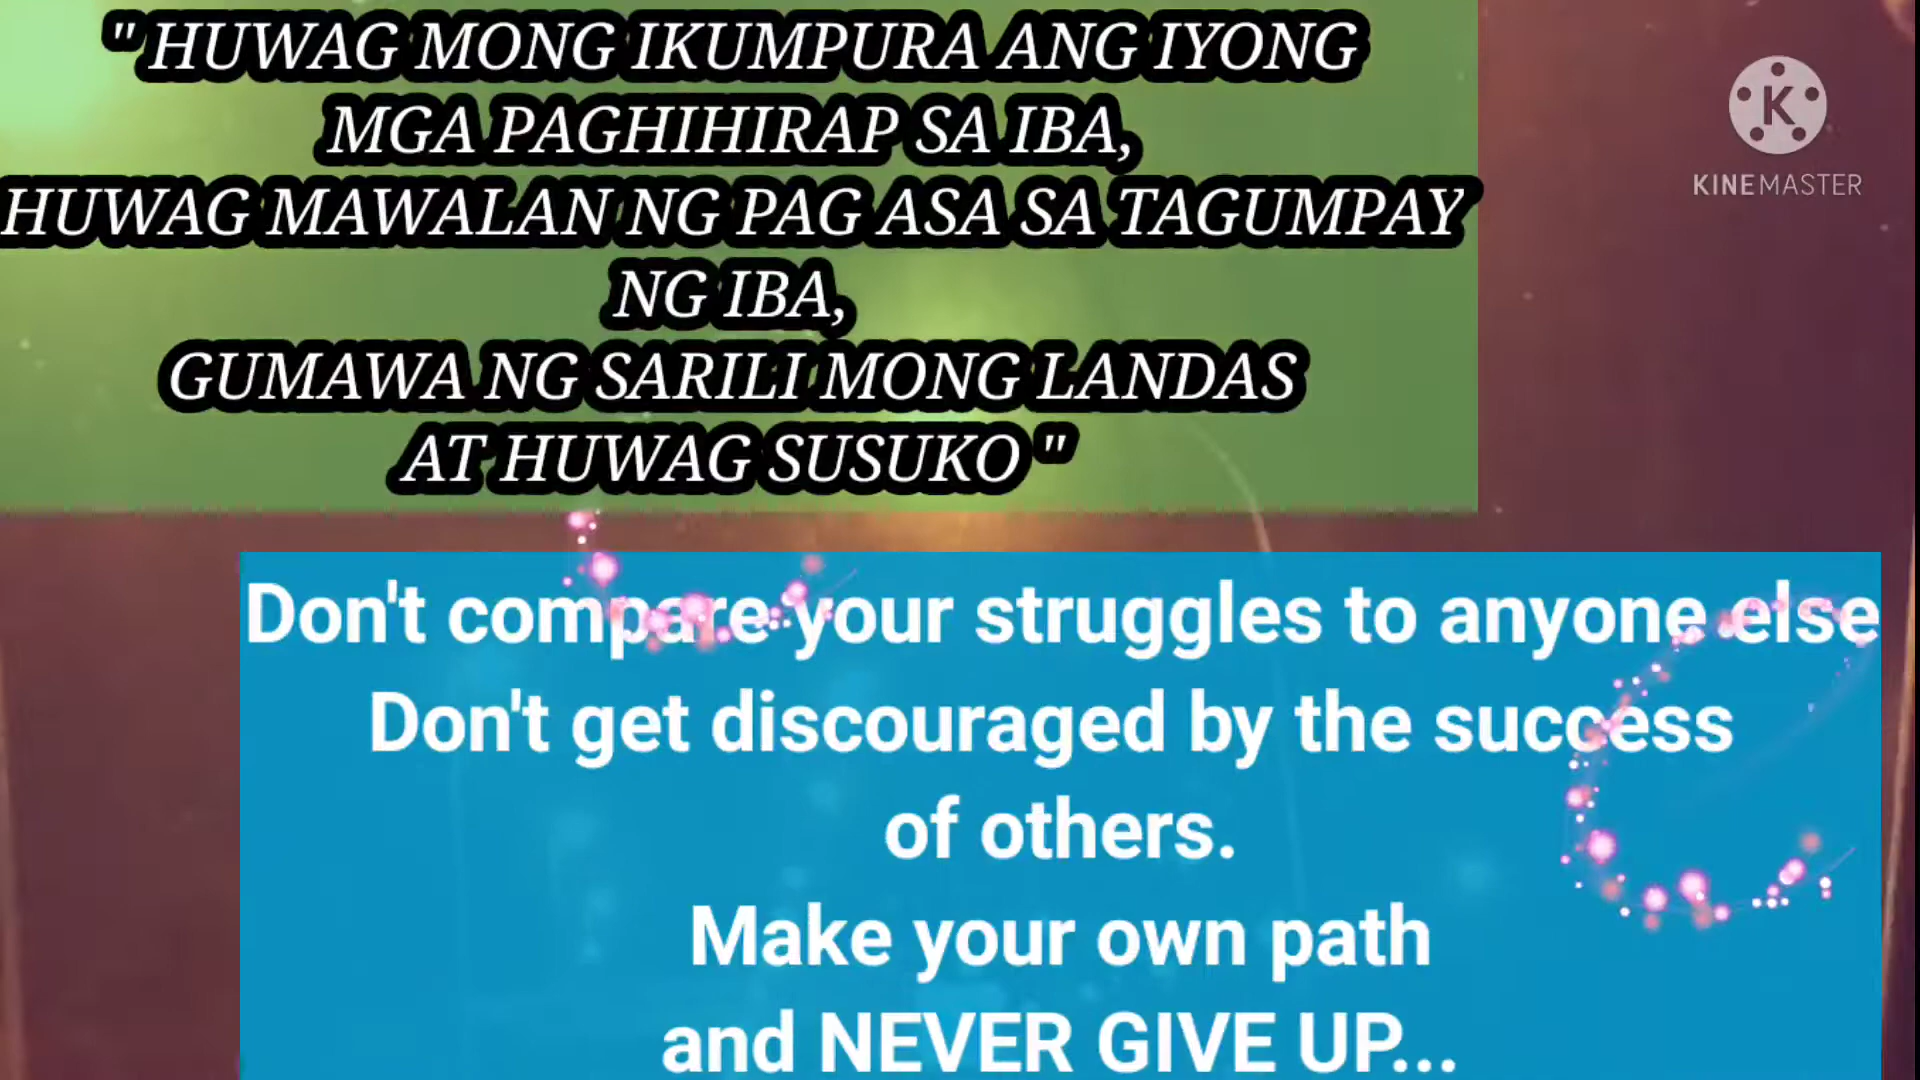 " HUWAG MONG IKUMPURA ANG IYONG
MGA PAGHIHIRAP SA IBA,
HUWAG MAWALAN NG PAG ASA SA TAGUMPAY
NG IBA,
GUMAWA NG SARILI MONG LANDAS
AT HUWAG SUSUKO "
K
KINEMASTER
Don't compare your struggles to anyone else
Don't get discouraged by the success
of others.
Make your own path
and NEVER GIVE UP...